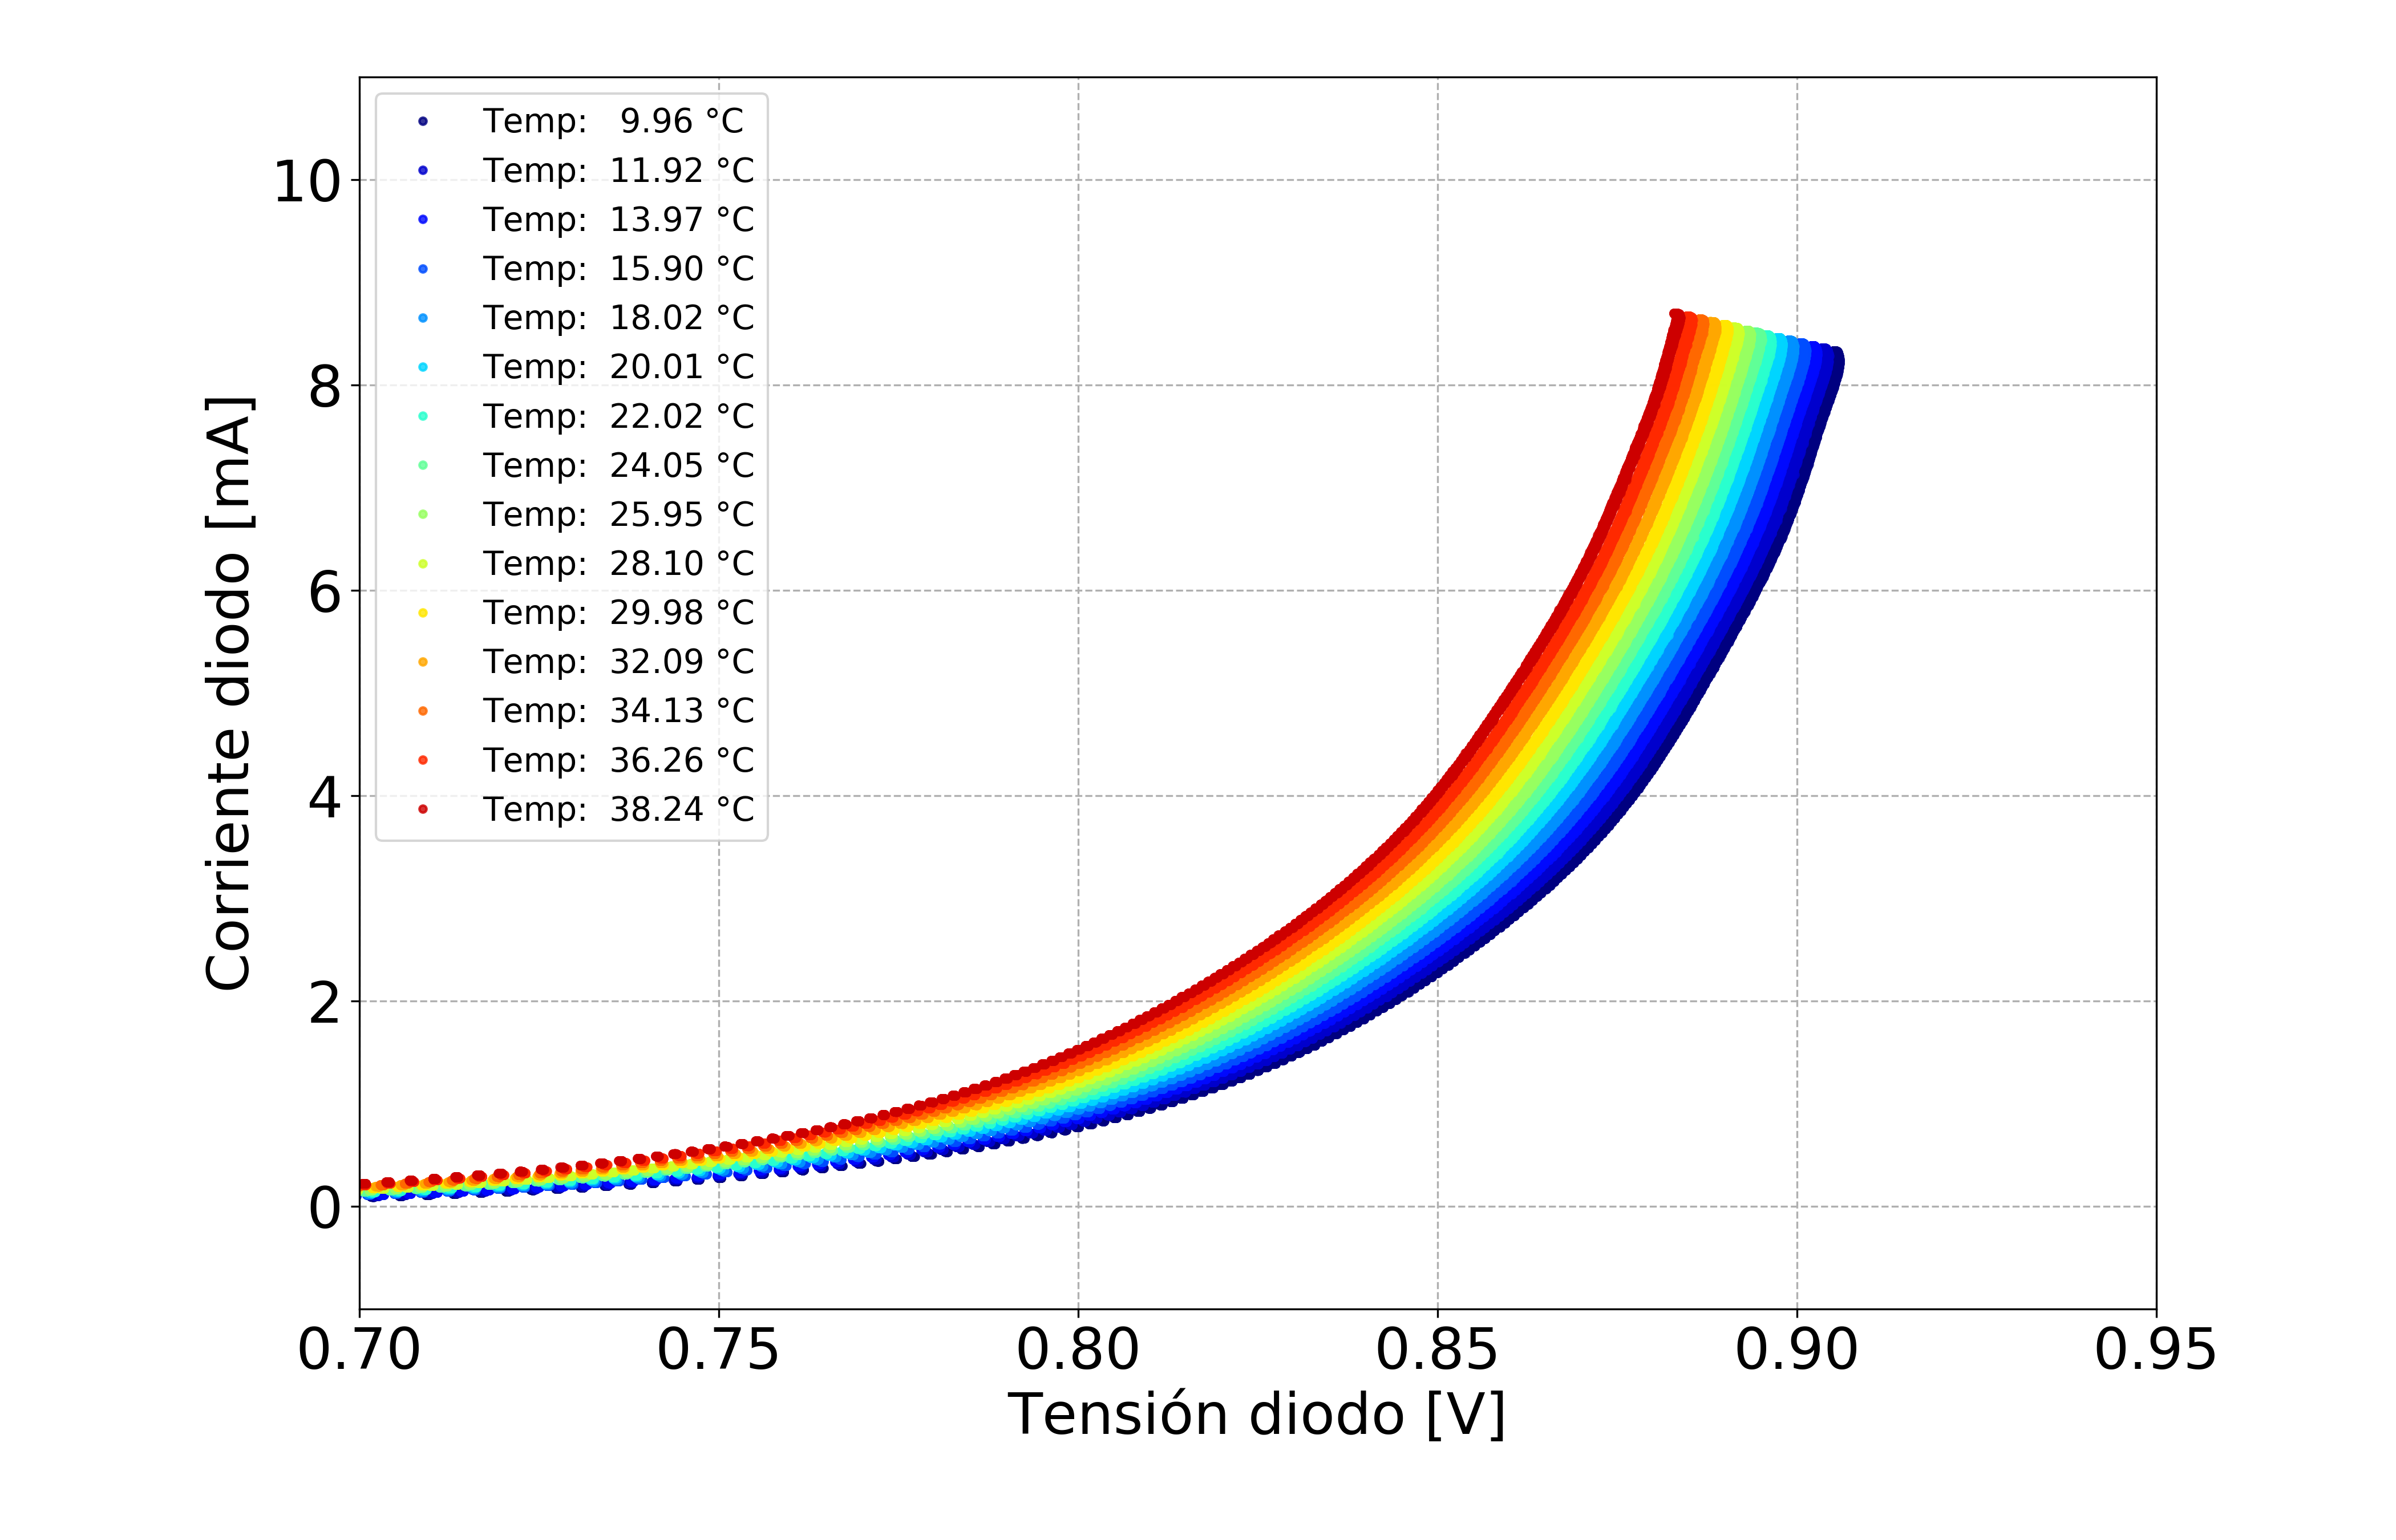 Temp: 9.96 °C
Temp: 11.92 °C
Temp: 13.97 °C
Temp: 15.90 °C
Temp: 18.02 °C
Temp: 20.01 °C
Temp: 22.02 °C
Temp: 24.05 °C
Temp: 25.95 °C
Temp: 28.10 °C
Temp: 29.98 °C
Temp: 32.09 °C
Temp: 34.13 °C
Temp: 36.26 °C
Temp: 38.24 °C
Corriente diodo [mA]
10
8
6
4
2
0
0.70 0.75 0.80 0.85 0.90 0.95
Tensión diodo [V]